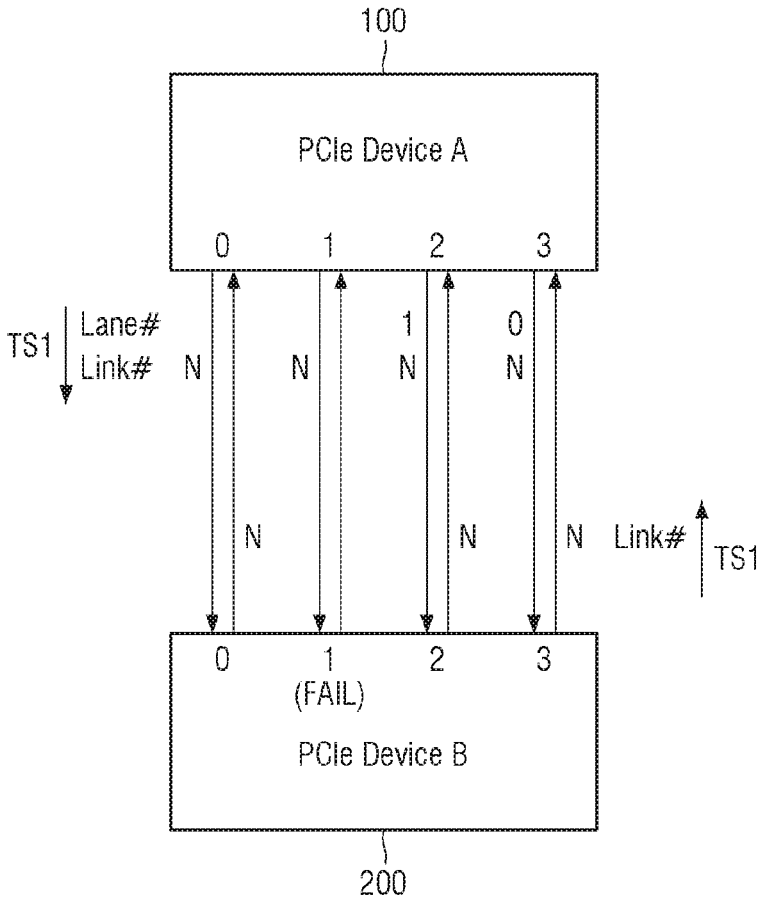 100
PCIe Device A
0 1 2 3
TS1 Lane# 1 0
Link# N N N N
N N N Link# TS1
0 1 2 3
(FAIL)
PCIe Device B
200